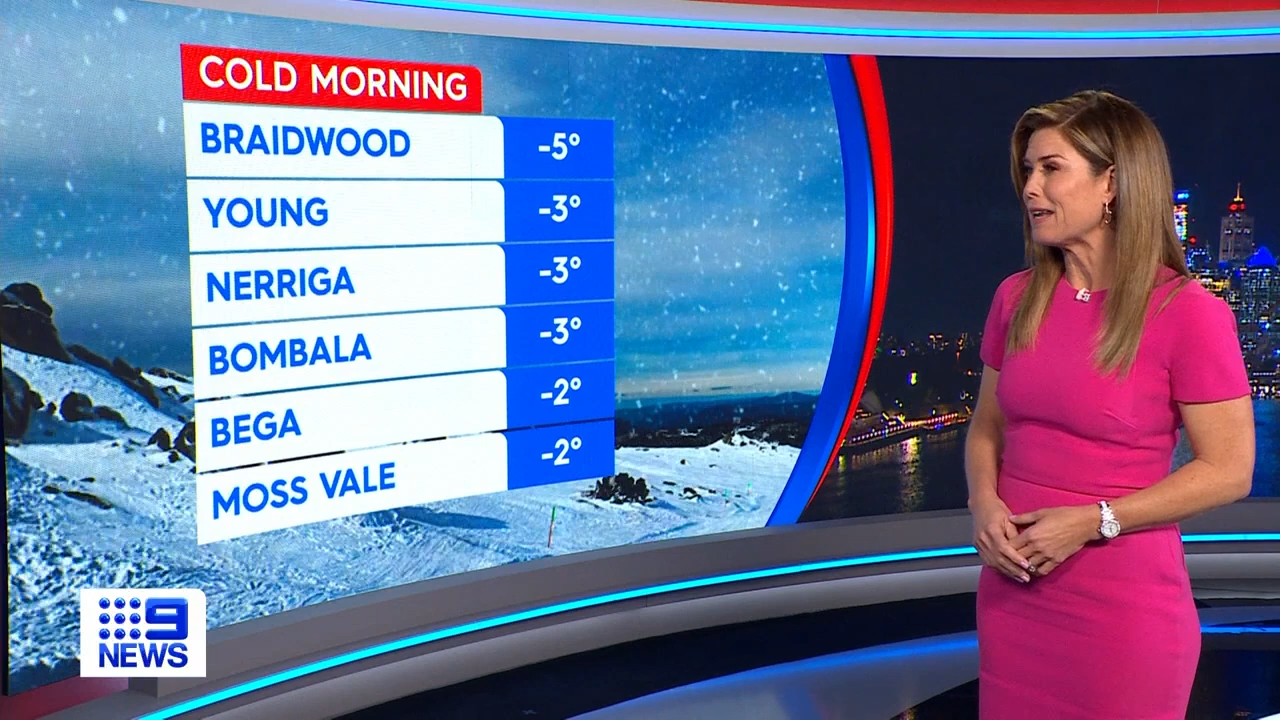 COLD MORNING
BRAIDWOOD -5°
YOUNG -3°
NERRIGA -3°
BOMBALA -3°
BEGA -2°
MOSS VALE -2°
9
NEWS